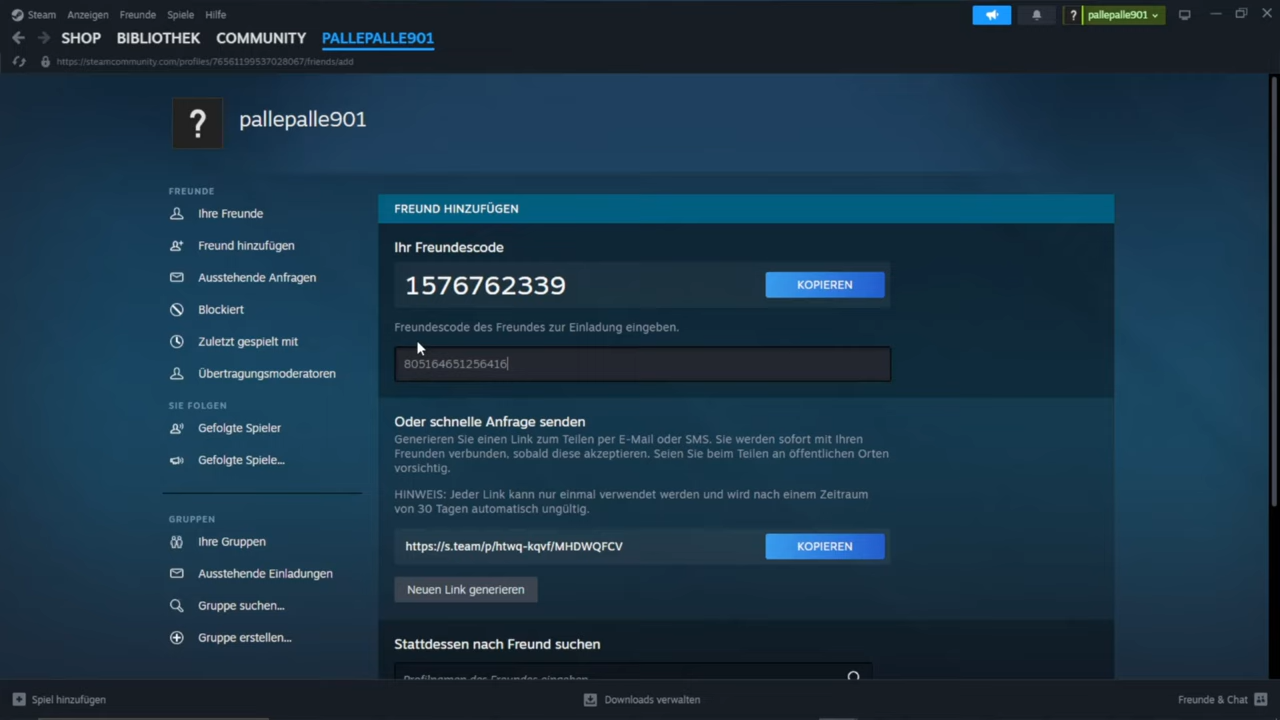 Steam Anzeigen Freunde Spiele Hilfe
? pallepalle901
SHOP BIBLIOTHEK COMMUNITY PALLEPALLE901
https://steamcommunity.com/profiles/76561199537028067/friends/add
? pallepalle901
FREUNDE
Ihre Freunde
Freund hinzufügen
Ausstehende Anfragen
Blockiert
Zuletzt gespielt mit
Übertragungsmoderatoren
SIE FOLGEN
Gefolgte Spieler
Gefolgte Spiele...
GRUPPEN
Ihre Gruppen
Ausstehende Einladungen
Gruppe suchen...
Gruppe erstellen...
FREUND HINZUFÜGEN
Ihr Freundescode
1576762339 KOPIEREN
Freundescode des Freundes zur Einladung eingeben.
805164651256416
Oder schnelle Anfrage senden
Generieren Sie einen Link zum Teilen per E-Mail oder SMS. Sie werden sofort mit Ihren
Freunden verbunden, sobald diese akzeptieren. Seien Sie beim Teilen an öffentlichen Orten
vorsichtig.
HINWEIS: Jeder Link kann nur einmal verwendet werden und wird nach einem Zeitraum
von 30 Tagen automatisch ungültig.
https://s.team/p/htwq-kqvf/MHDWQFCV KOPIEREN
Neuen Link generieren
Stattdessen nach Freund suchen
Profilnamen des Freundes eingeben
Spiel hinzufügen Downloads verwalten Freunde & Chat